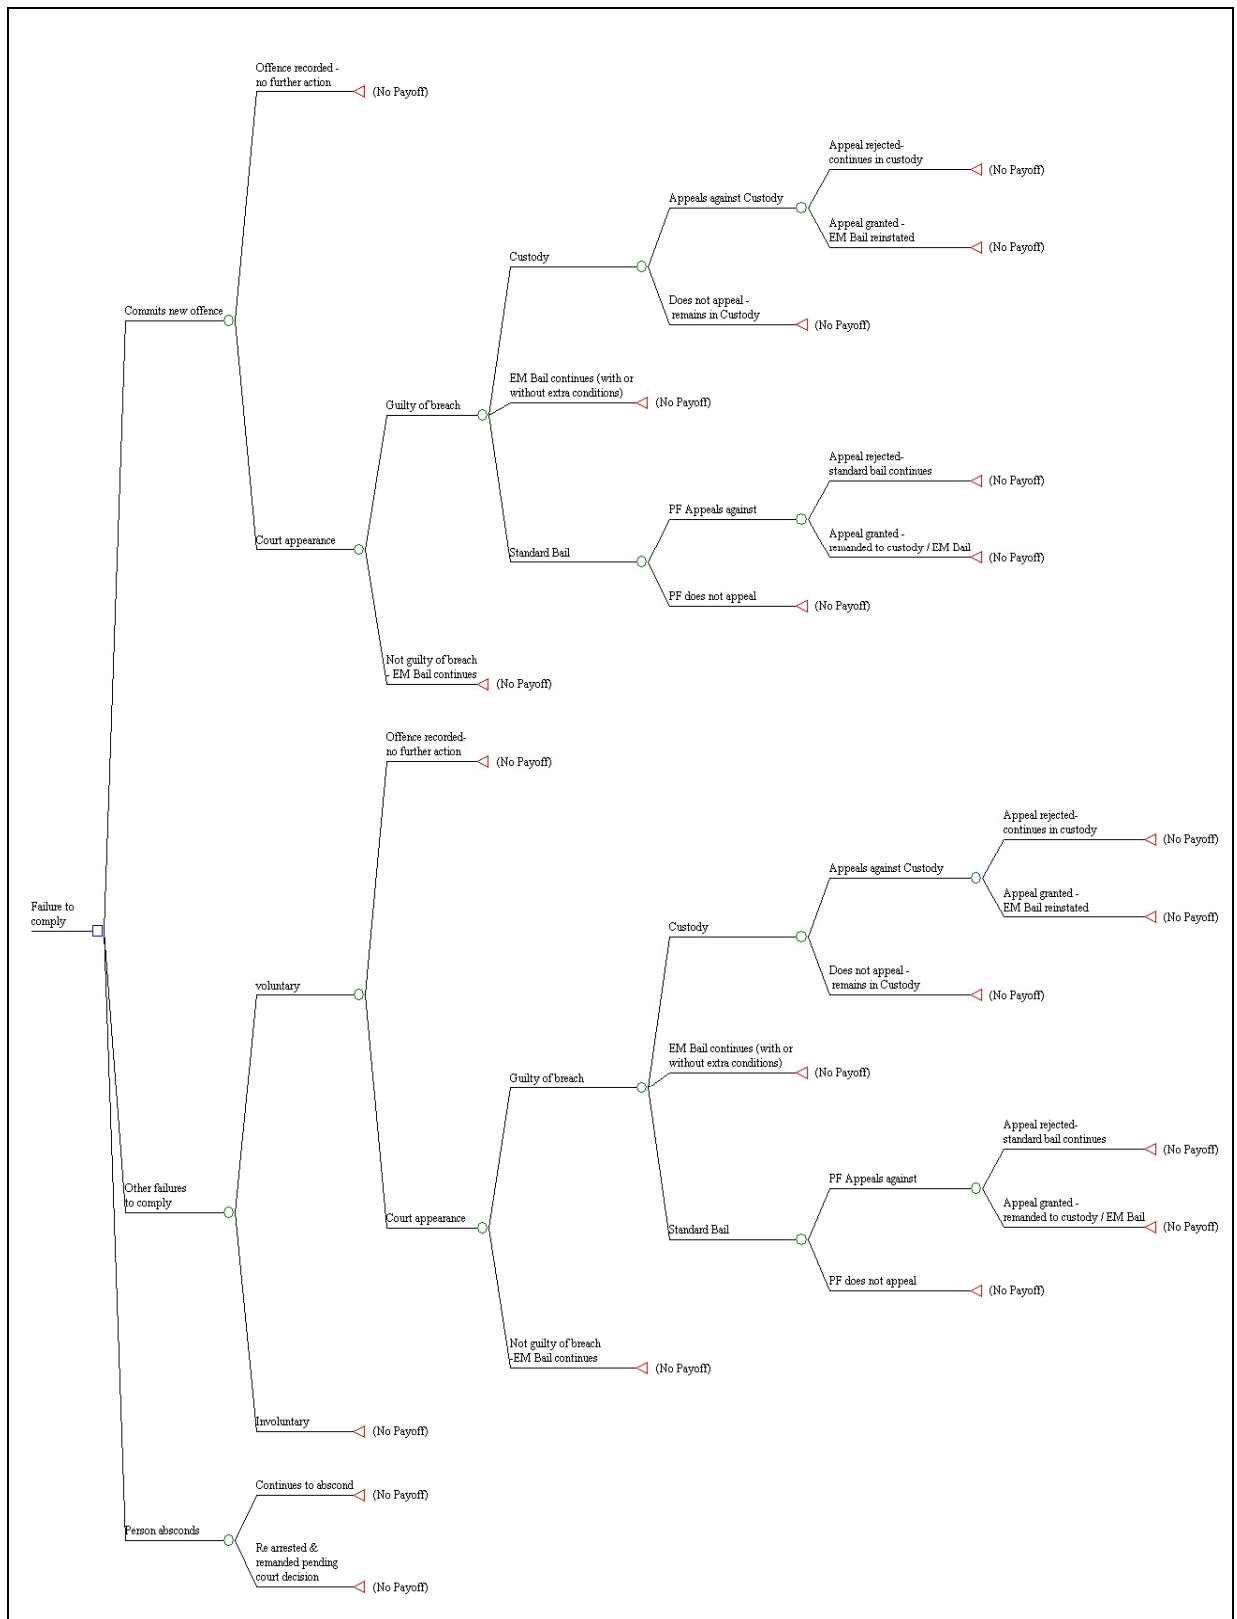 Offence recorded -
no further action
(No Payoff)
Appeal rejected-
continues in custody
(No Payoff)
Appeals against Custody
Appeal granted -
EM Bail reinstated
(No Payoff)
Custody
Does not appeal -
remains in Custody
(No Payoff)
Commits new offence
EM Bail continues (with or
without extra conditions)
(No Payoff)
Guilty of breach
Appeal rejected-
standard bail continues
(No Payoff)
PF Appeals against
Appeal granted -
remanded to custody / EM Bail
(No Payoff)
Court appearance
Standard Bail
PF does not appeal
(No Payoff)
Not guilty of breach
- EM Bail continues
(No Payoff)
Offence recorded-
no further action
(No Payoff)
Appeal rejected-
continues in custody
(No Payoff)
Appeals against Custody
Appeal granted -
EM Bail reinstated
(No Payoff)
Failure to
comply
Custody
Does not appeal -
remains in Custody
(No Payoff)
voluntary
EM Bail continues (with or
without extra conditions)
(No Payoff)
Guilty of breach
Appeal rejected-
standard bail continues
(No Payoff)
PF Appeals against
Other failures
to comply
Appeal granted -
remanded to custody / EM Bail
(No Payoff)
Court appearance
Standard Bail
PF does not appeal
(No Payoff)
Not guilty of breach
-EM Bail continues
(No Payoff)
Involuntary
(No Payoff)
Continues to abscond
(No Payoff)
Person absconds
Re arrested &
remanded pending
court decision
(No Payoff)